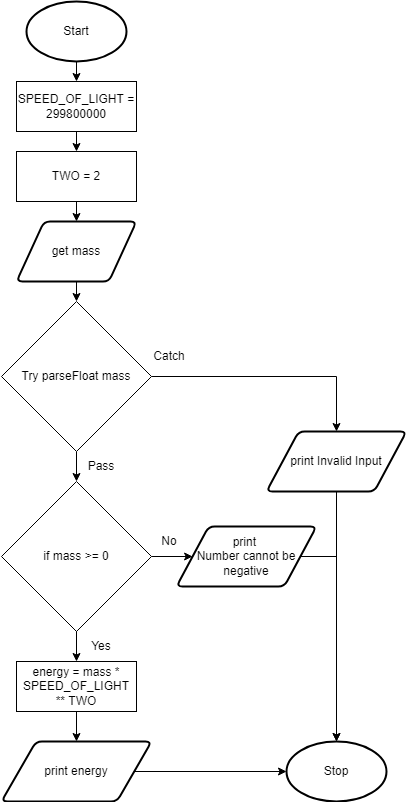 Start
SPEED_OF_LIGHT =
299800000
TWO = 2
get mass
Catch
Try parseFloat mass
print Invalid Input
Pass
No
print
Number cannot be
negative
if mass >= 0
Yes
energy = mass *
SPEED_OF_LIGHT
** TWO
print energy
Stop